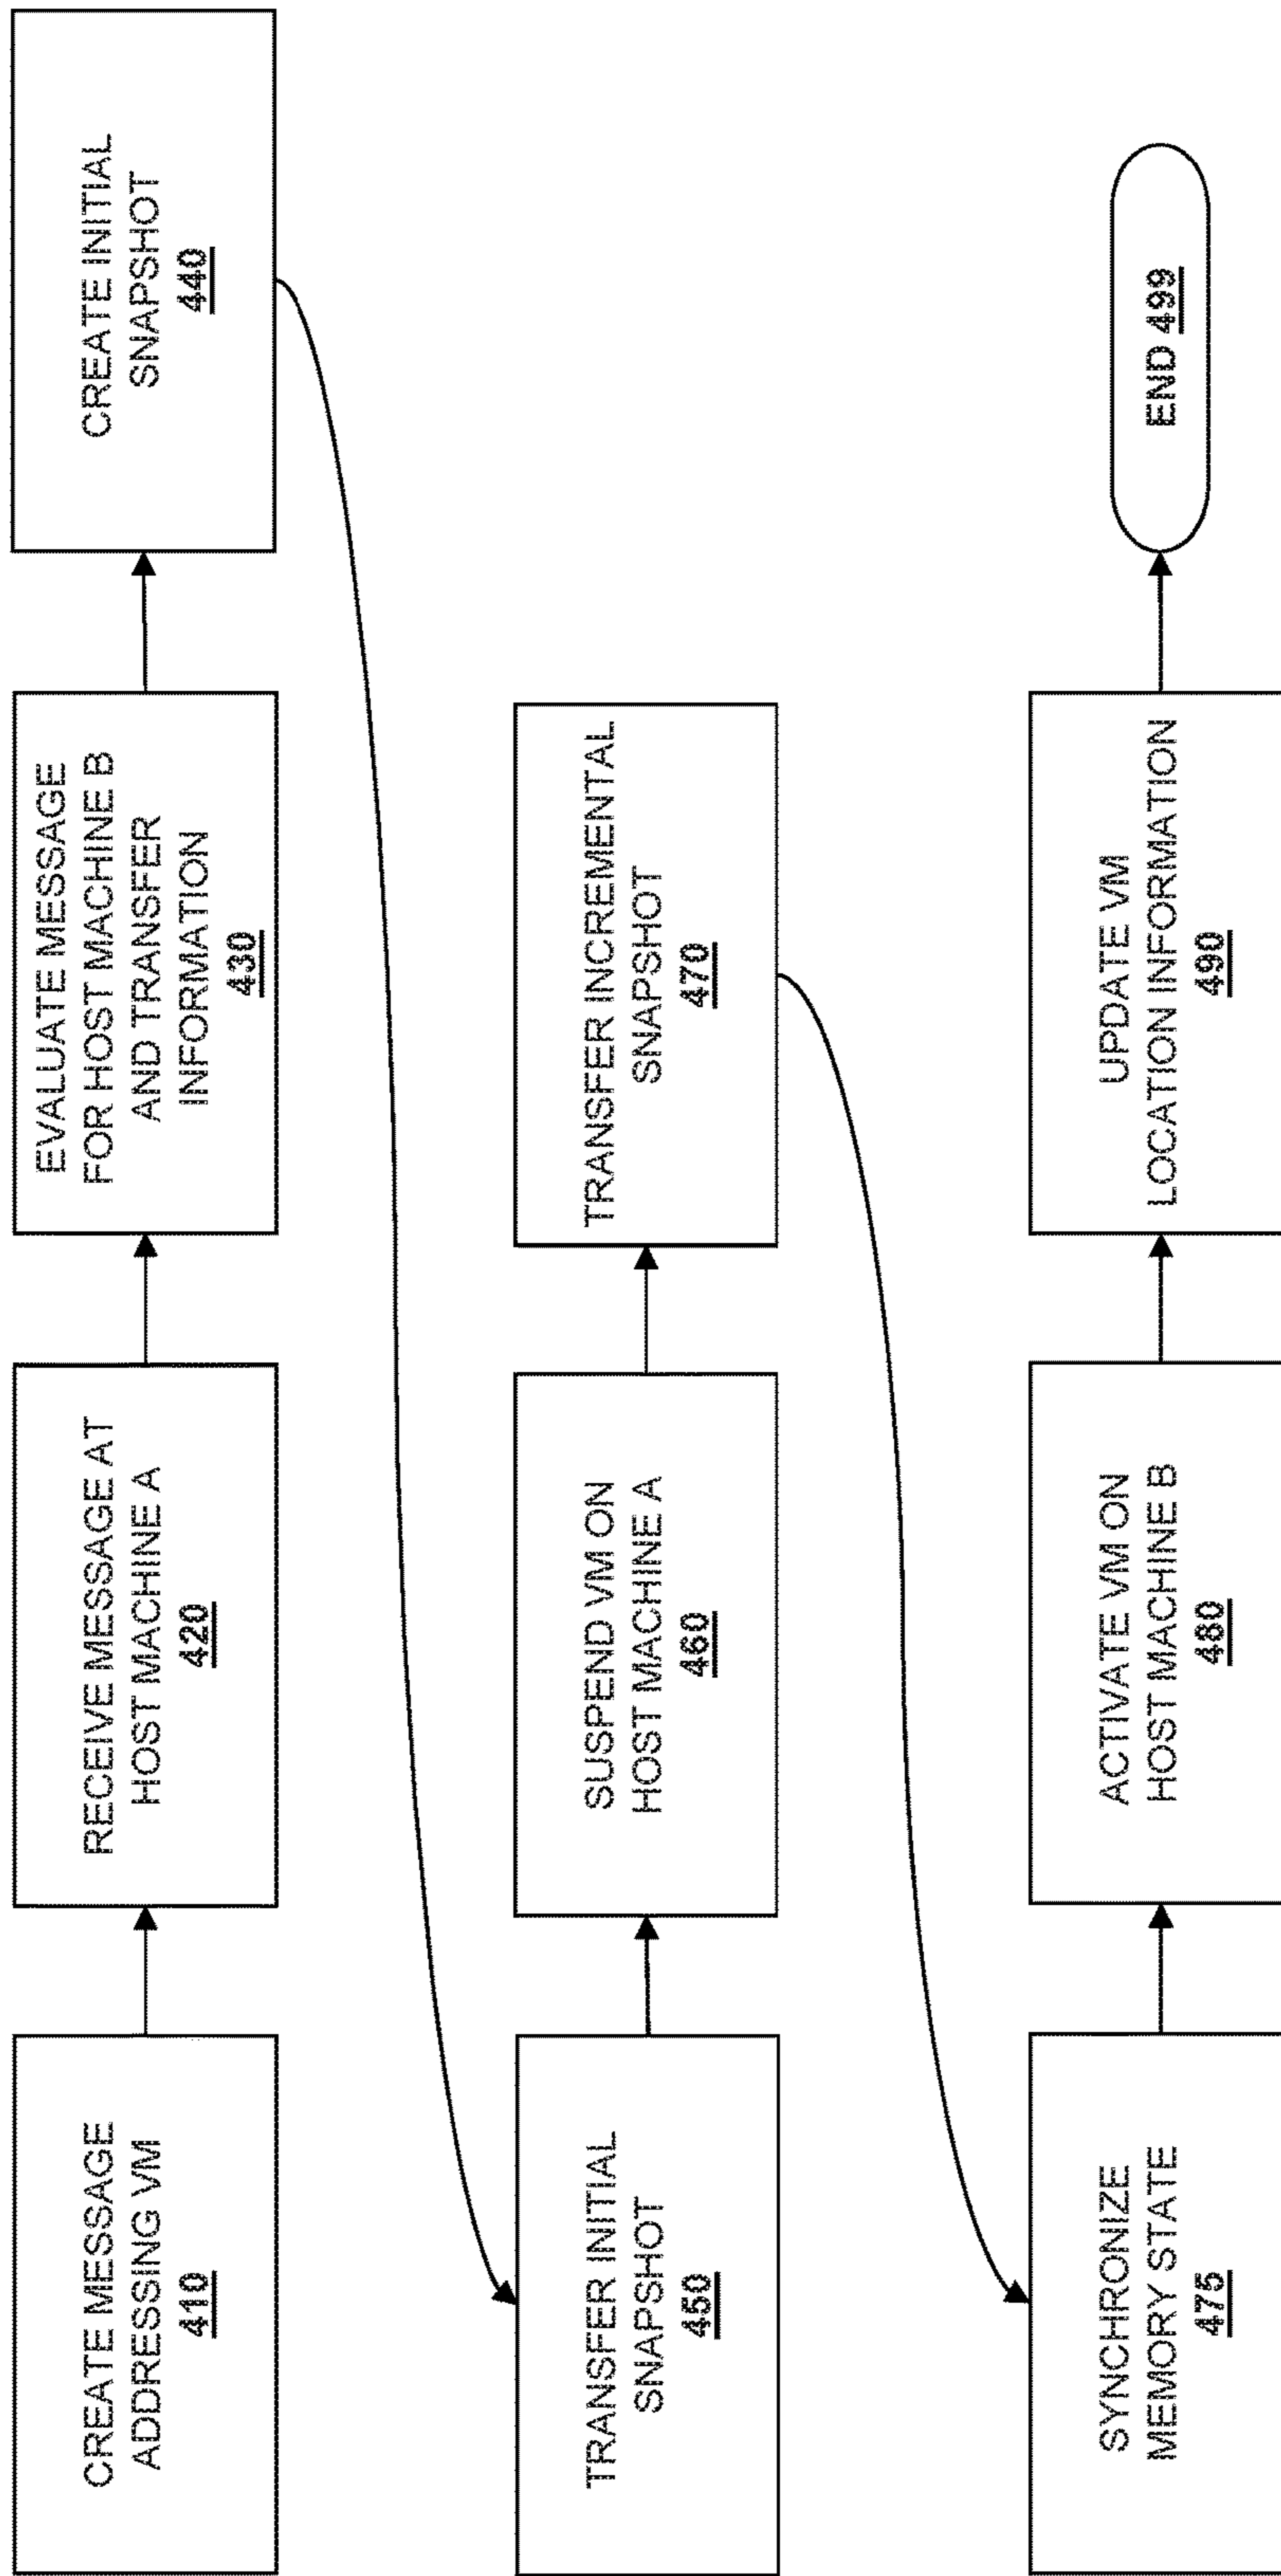 CREATE MESSAGE
ADDRESSING VM
410
RECEIVE MESSAGE AT
HOST MACHINE A
420
EVALUATE MESSAGE
FOR HOST MACHINE B
AND TRANSFER
INFORMATION
430
CREATE INITIAL
SNAPSHOT
440
TRANSFER INITIAL
SNAPSHOT
450
SUSPEND VM ON
HOST MACHINE A
460
TRANSFER INCREMENTAL
SNAPSHOT
470
SYNCHRONIZE
MEMORY STATE
475
ACTIVATE VM ON
HOST MACHINE B
480
UPDATE VM
LOCATION INFORMATION
490
END 499